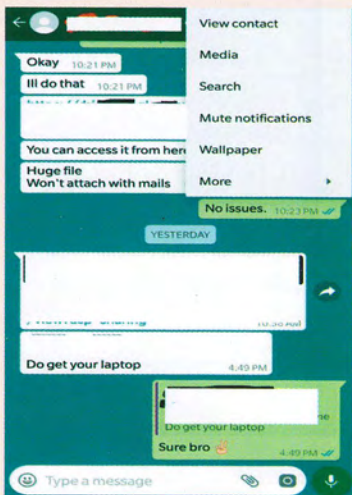 View contact
Media
Search
Mute notifications
Wallpaper
More
Okay 10:21 PM
Ill do that 10:21 PM
You can access it from here
Huge file
Won't attach with mails
No issues. 10:23 PM
YESTERDAY
sharing
Do get your laptop 4:49 PM
Do get your laptop
Sure bro ✌ 4:49 PM
Type a message